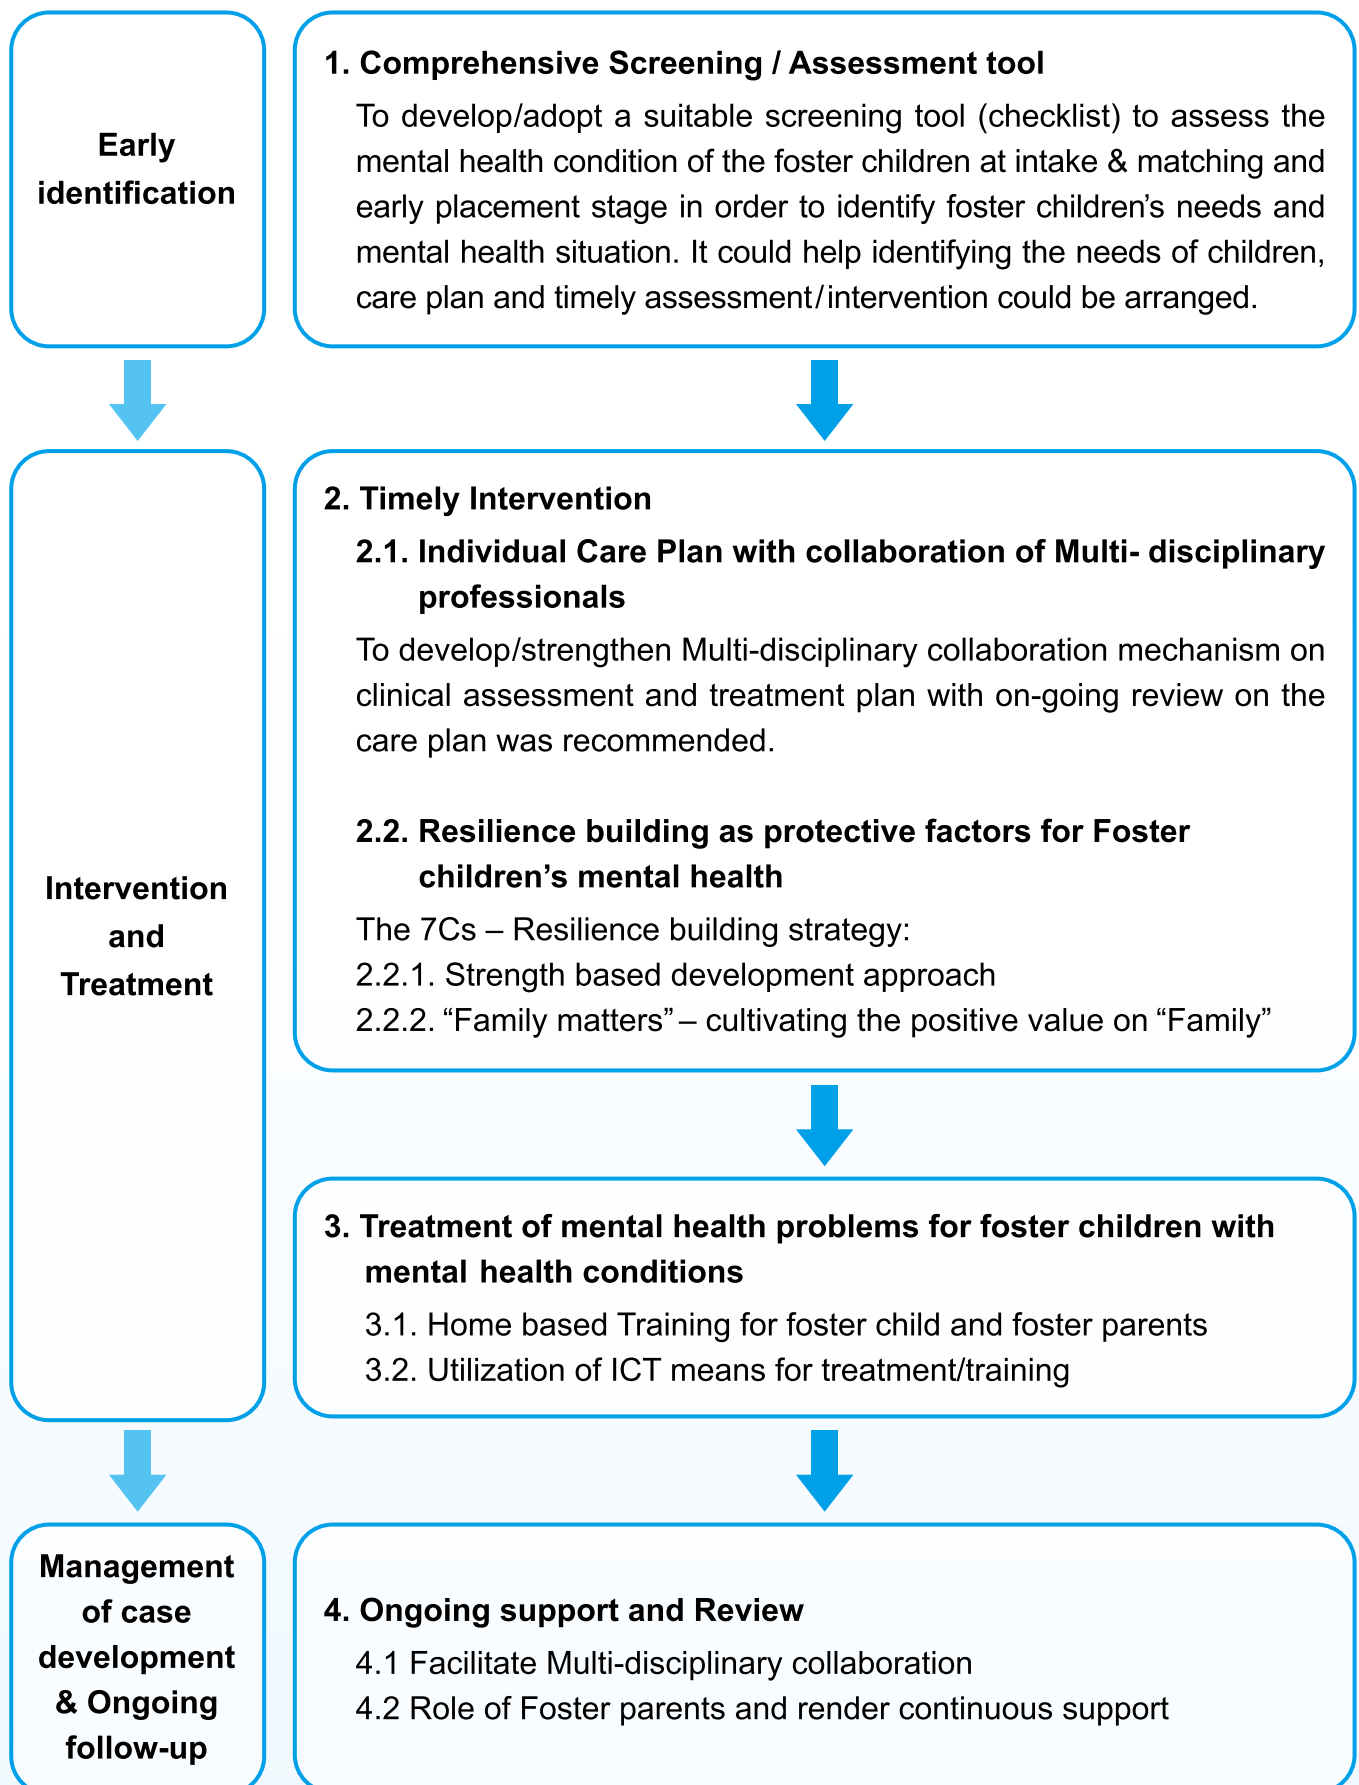 Early
identification
1. Comprehensive Screening / Assessment tool
To develop/adopt a suitable screening tool (checklist) to assess the
mental health condition of the foster children at intake & matching and
early placement stage in order to identify foster children’s needs and
mental health situation. It could help identifying the needs of children,
care plan and timely assessment/intervention could be arranged.
Intervention
and
Treatment
2. Timely Intervention
2.1. Individual Care Plan with collaboration of Multi- disciplinary
professionals
To develop/strengthen Multi-disciplinary collaboration mechanism on
clinical assessment and treatment plan with on-going review on the
care plan was recommended.
2.2. Resilience building as protective factors for Foster
children’s mental health
The 7Cs – Resilience building strategy:
2.2.1. Strength based development approach
2.2.2. “Family matters” – cultivating the positive value on “Family”
3. Treatment of mental health problems for foster children with
mental health conditions
3.1. Home based Training for foster child and foster parents
3.2. Utilization of ICT means for treatment/training
Management
of case
development
& Ongoing
follow-up
4. Ongoing support and Review
4.1 Facilitate Multi-disciplinary collaboration
4.2 Role of Foster parents and render continuous support